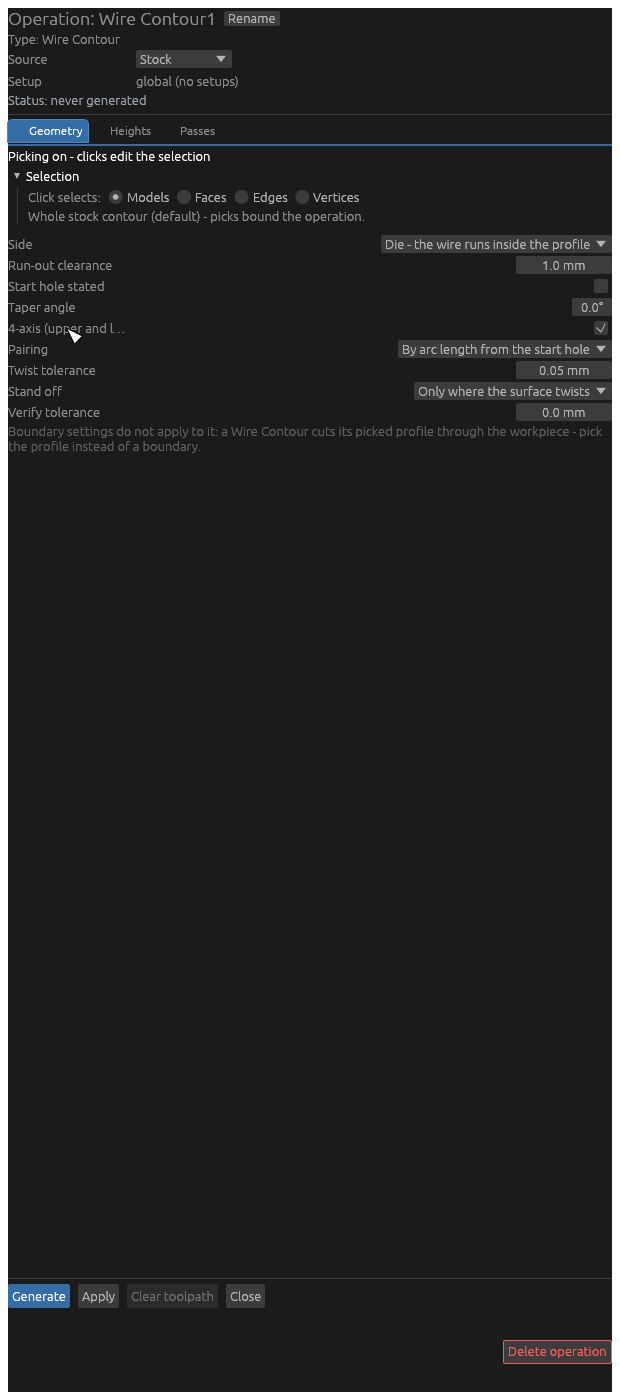 Operation: Wire Contour1 Rename
Type: Wire Contour
Source Stock
Setup global (no setups)
Status: never generated
Geometry Heights Passes
Picking on - clicks edit the selection
Selection
Click selects: Models Faces Edges Vertices
Whole stock contour (default) - picks bound the operation.
Side Die - the wire runs inside the profile
Run-out clearance 1.0 mm
Start hole stated
Taper angle 0.0°
4-axis (upper and l...
Pairing By arc length from the start hole
Twist tolerance 0.05 mm
Stand off Only where the surface twists
Verify tolerance 0.0 mm
Boundary settings do not apply to it: a Wire Contour cuts its picked profile through the workpiece - pick
the profile instead of a boundary.
Generate Apply Clear toolpath Close
Delete operation